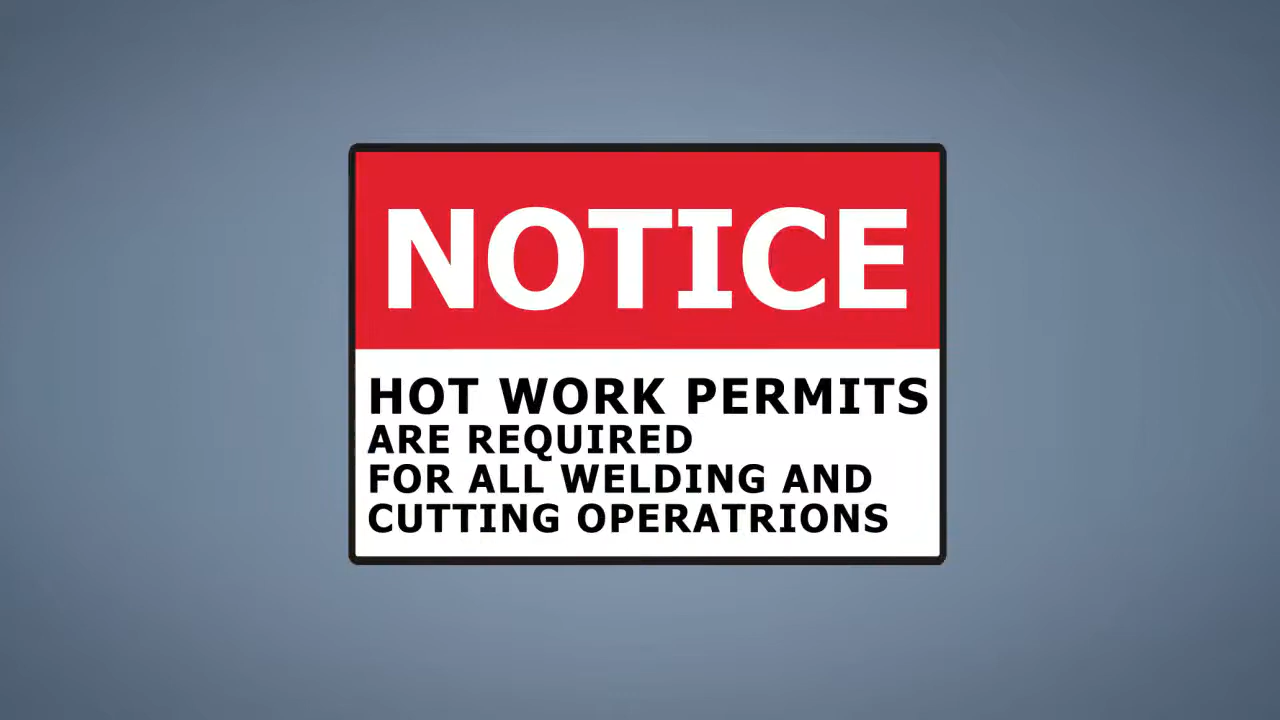 NOTICE
HOT WORK PERMITS
ARE REQUIRED
FOR ALL WELDING AND
CUTTING OPERATRIONS